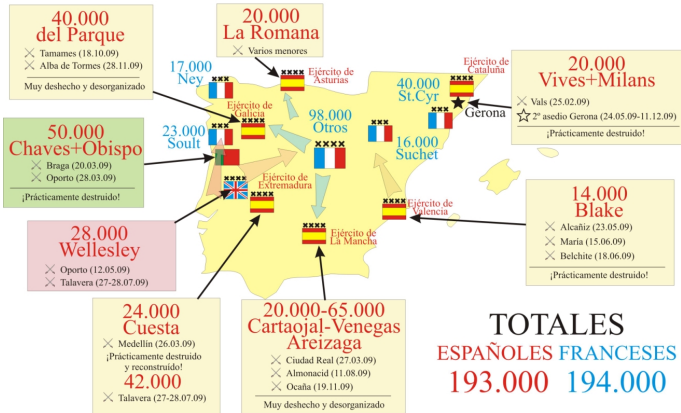 40.000
del Parque
Tamames (18.10.09)
Alba de Tormes (28.11.09)
Muy deshecho y desorganizado
20.000
La Romana
Varios menores
17.000
Ney
Ejército de
Asturias
Ejército de
Galicia
23.000
Soult
98.000
Otros
40.000
St.Cyr
Ejército de
Cataluña
Gerona
16.000
Suchet
20.000
Vives+Milans
Vals (25.02.09)
2º asedio Gerona (24.05.09-11.12.09)
¡Prácticamente destruido!
50.000
Chaves+Obispo
Braga (20.03.09)
Oporto (28.03.09)
¡Prácticamente destruido!
Ejército de
Extremadura
Ejército de
Valencia
Ejército de
La Mancha
28.000
Wellesley
Oporto (12.05.09)
Talavera (27-28.07.09)
14.000
Blake
Alcañiz (23.05.09)
María (15.06.09)
Belchite (18.06.09)
¡Prácticamente destruido!
24.000
Cuesta
Medellín (26.03.09)
¡Prácticamente destruido
y reconstruido!
42.000
Talavera (27-28.07.09)
20.000-65.000
Cartaojal-Venegas
Areizaga
Ciudad Real (27.03.09)
Almonacid (11.08.09)
Ocaña (19.11.09)
Muy deshecho y desorganizado
TOTALES
ESPAÑOLES FRANCESES
193.000 194.000